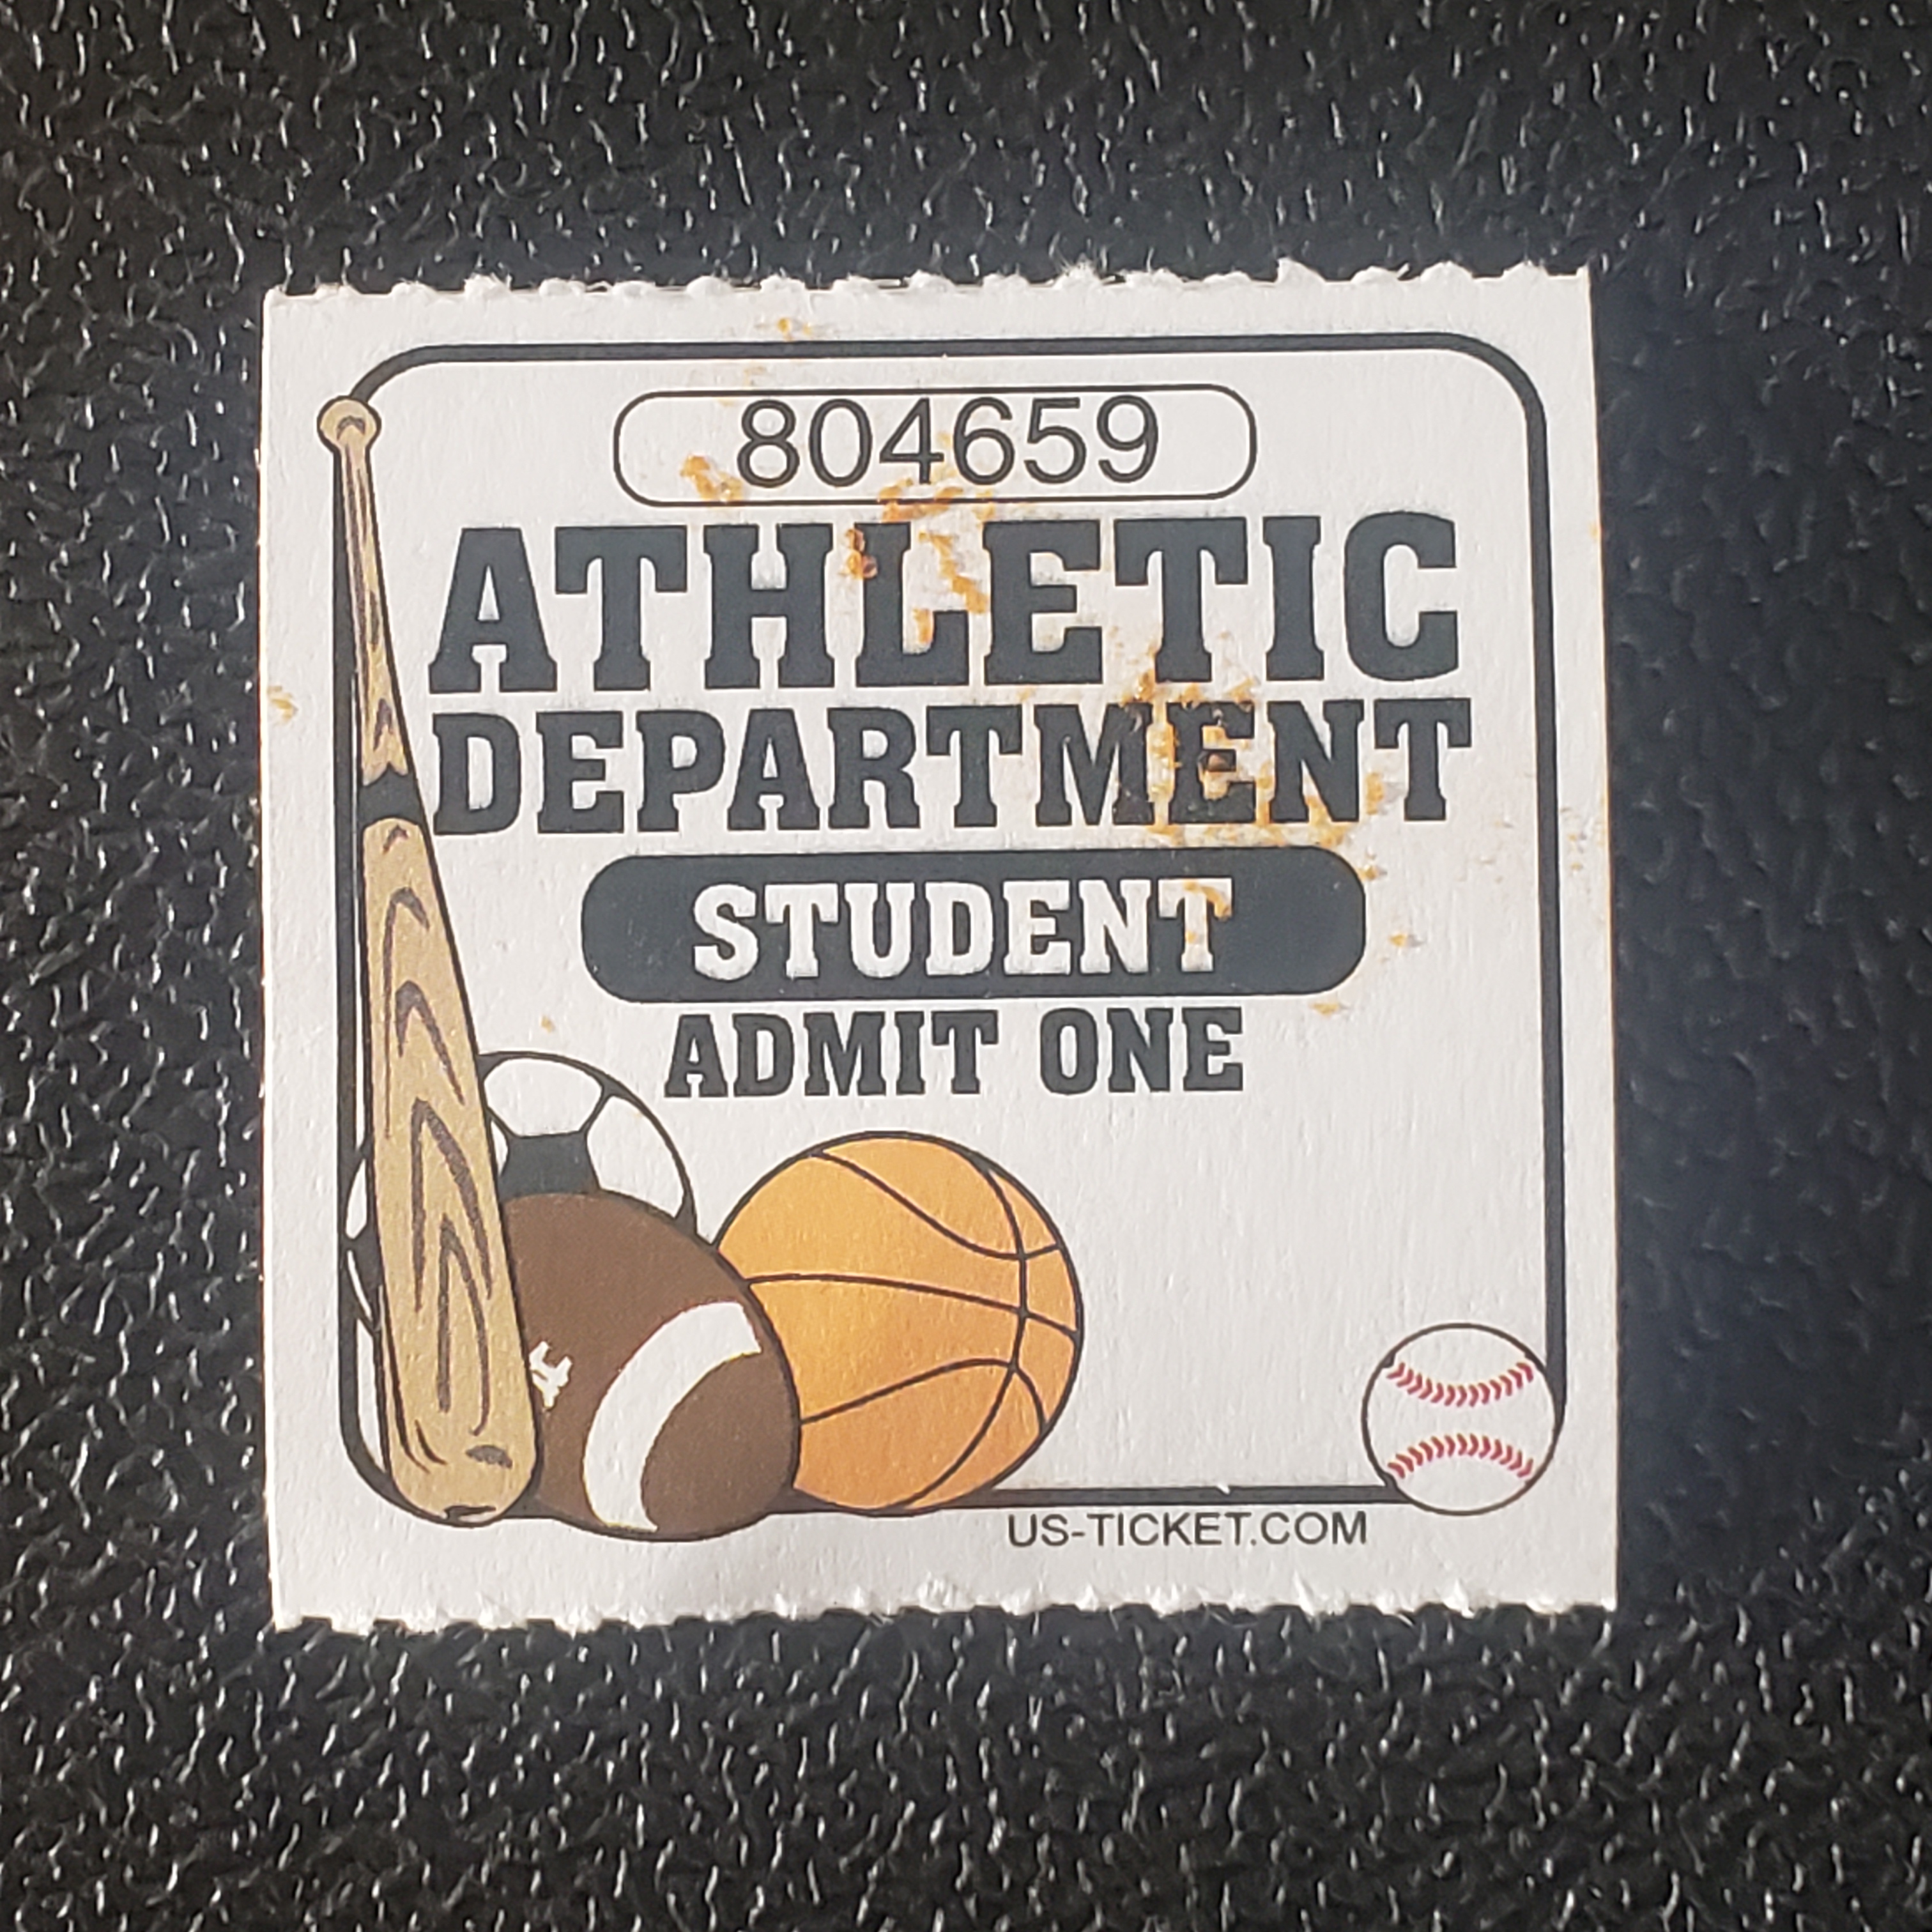 804659
ATHLETIC
DEPARTMENT
STUDENT
ADMIT ONE
US-TICKET.COM